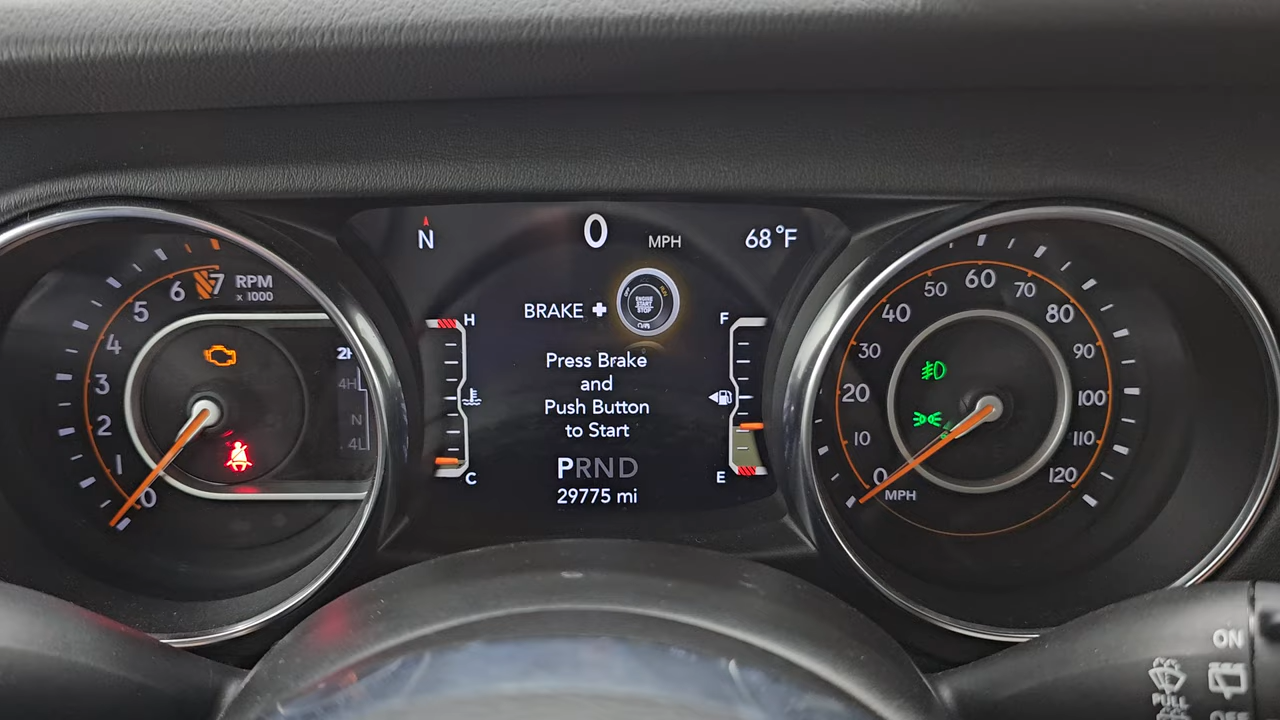 N
0 MPH
68°F
BRAKE +
ENGINE
START
STOP
Press Brake
and
Push Button
to Start
PRND
29775 mi
H
C
F
E
RPM
x 1000
0
1
2
3
4
5
6
7
4H
N
4L
0
10
20
30
40
50
60
70
80
90
100
110
120
MPH
ON
PULL